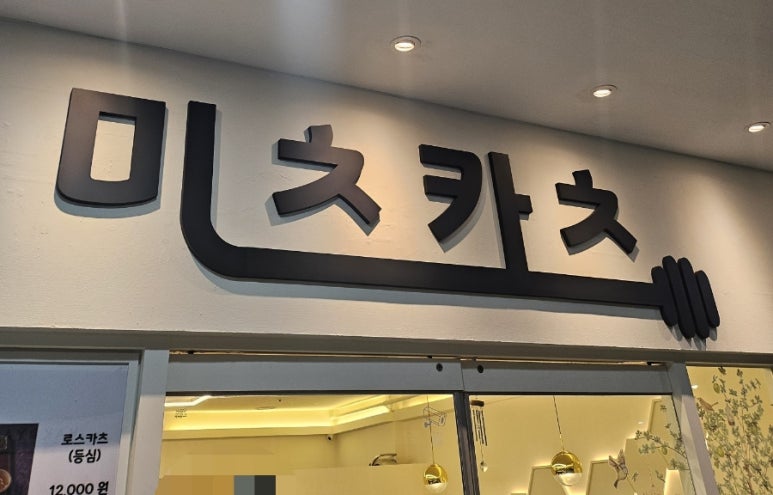 미츠카츠
로스카츠
(등심)
12,000 원